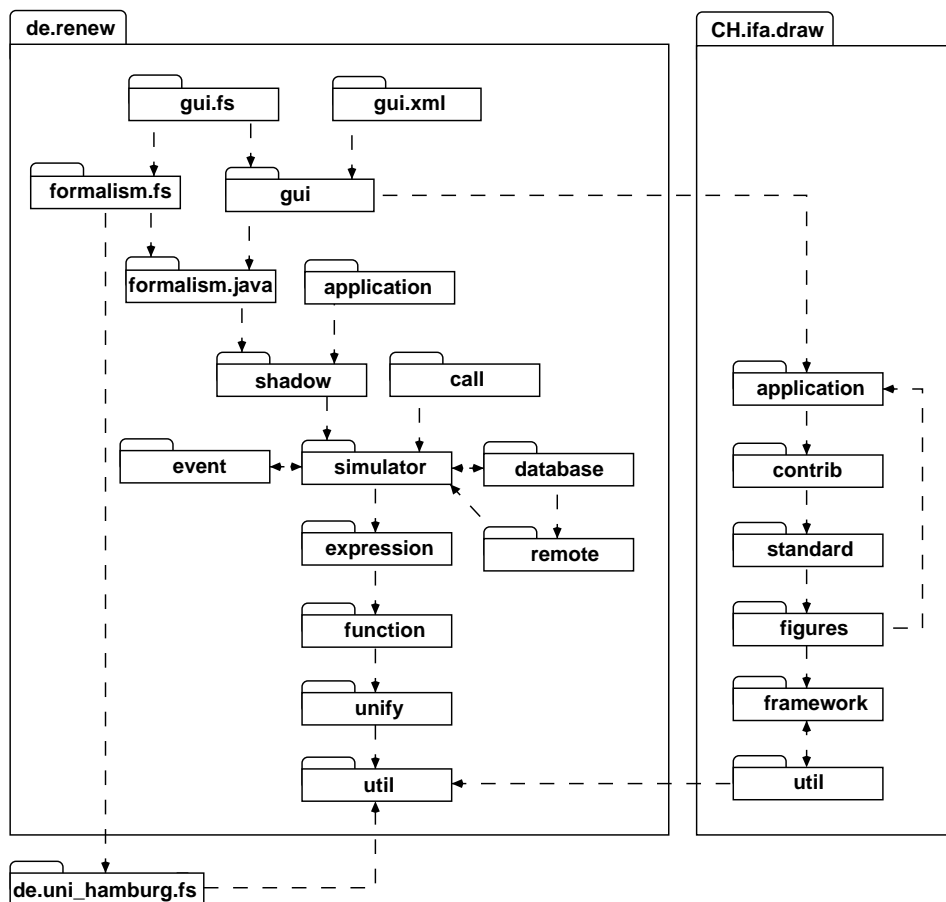 de.renew
CH.ifa.draw
gui.fs
gui.xml
formalism.fs
gui
formalism.java
application
shadow
call
application
event
simulator
database
contrib
expression
remote
standard
function
figures
unify
framework
util
util
de.uni_hamburg.fs